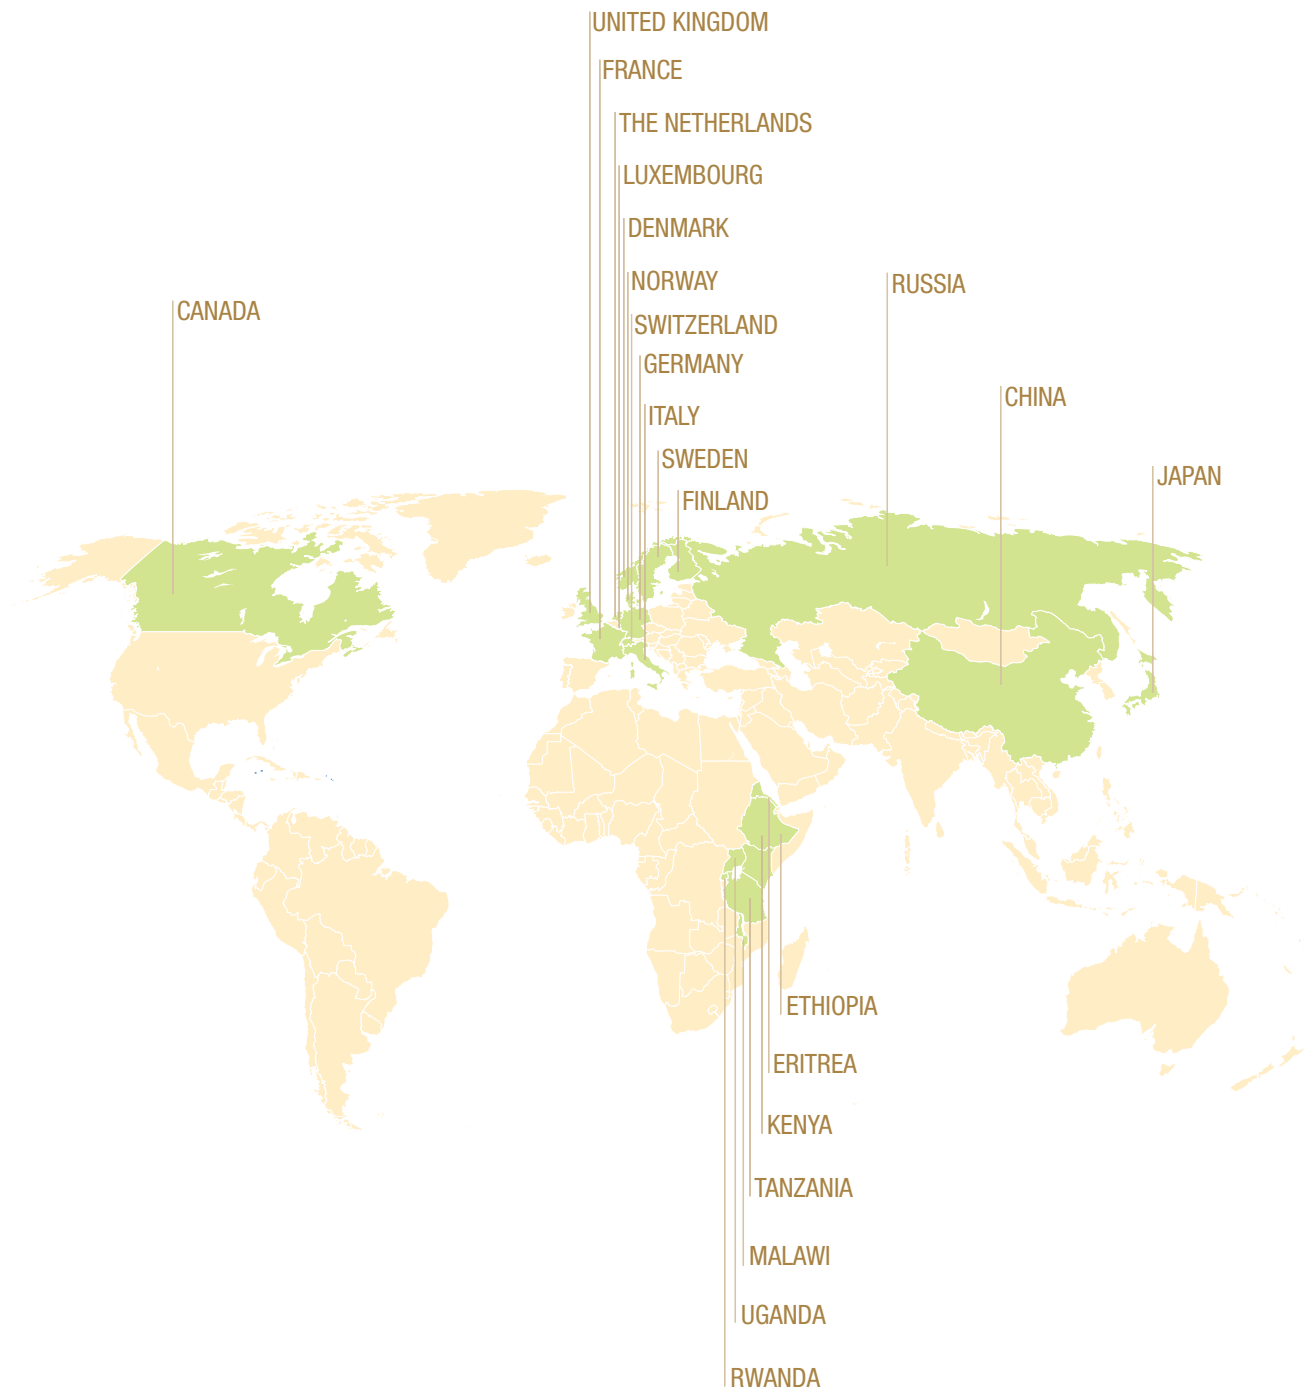 UNITED KINGDOM
FRANCE
THE NETHERLANDS
LUXEMBOURG
DENMARK
NORWAY
RUSSIA
CANADA
SWITZERLAND
GERMANY
CHINA
ITALY
SWEDEN
JAPAN
FINLAND
ETHIOPIA
ERITREA
KENYA
TANZANIA
MALAWI
UGANDA
RWANDA